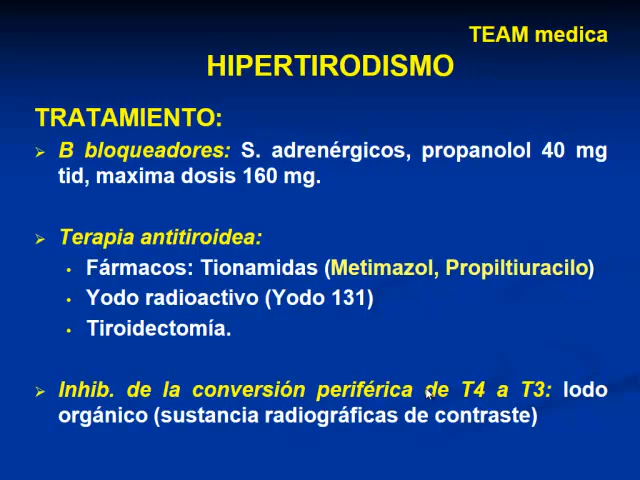 TEAM medica
HIPERTIRODISMO
TRATAMIENTO:
B bloqueadores: S. adrenérgicos, propanolol 40 mg
tid, maxima dosis 160 mg.
Terapia antitiroidea:
Fármacos: Tionamidas (Metimazol, Propiltiuracilo)
Yodo radioactivo (Yodo 131)
Tiroidectomía.
Inhib. de la conversión periférica de T4 a T3: Iodo
orgánico (sustancia radiográficas de contraste)